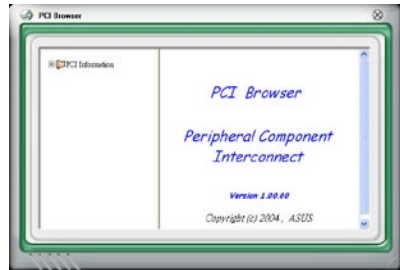 PCI Browser
PCI Information
PCI Browser
Peripheral Component
Interconnect
Version 1.00.00
Copyright (c) 2004, ASUS